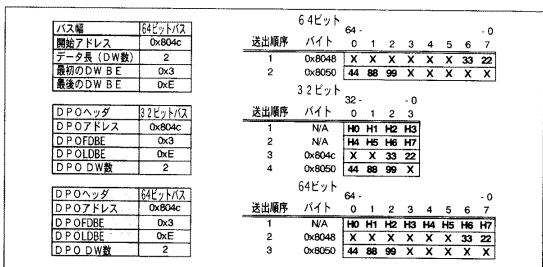 バス幅 64ビットバス
開始アドレス 0x804c
データ長（DW数） 2
最初のDW BE 0x3
最後のDW BE 0xE
64ビット
64 - - 0
送出順序 バイト 0 1 2 3 4 5 6 7
1 0x8048 X X X X X X 33 22
2 0x8050 44 88 99 X X X X X
DPOヘッダ 32ビットバス
DPOアドレス 0x804c
DPOFDBE 0x3
DPOLDBE 0xE
DPO DW数 2
32ビット
32 - - 0
送出順序 バイト 0 1 2 3
1 N/A H0 H1 H2 H3
2 N/A H4 H5 H6 H7
3 0x804c X X 33 22
4 0x8050 44 88 99 X
DPOヘッダ 64ビットバス
DPOアドレス 0x804c
DPOFDBE 0x3
DPOLDBE 0xE
DPO DW数 2
64ビット
64 - - 0
送出順序 バイト 0 1 2 3 4 5 6 7
1 N/A H0 H1 H2 H3 H4 H5 H6 H7
2 0x8048 X X X X X X 33 22
3 0x8050 44 88 99 X X X X X